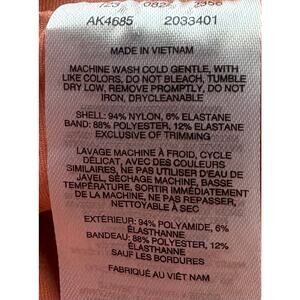 123 0822 2356
AK4685 2033401
MADE IN VIETNAM
MACHINE WASH COLD GENTLE, WITH
LIKE COLORS, DO NOT BLEACH, TUMBLE
DRY LOW, REMOVE PROMPTLY, DO NOT
IRON, DRYCLEANABLE
SHELL: 94% NYLON, 6% ELASTANE
BAND: 88% POLYESTER, 12% ELASTANE
EXCLUSIVE OF TRIMMING
LAVAGE MACHINE À FROID, CYCLE
DÉLICAT, AVEC DES COULEURS
SIMILAIRES, NE PAS UTILISER D'EAU DE
JAVEL, SÉCHAGE MACHINE, BASSE
TEMPÉRATURE, SORTIR IMMÉDIATEMENT
DE LA MACHINE, NE PAS REPASSER,
NETTOYABLE À SEC
EXTÉRIEUR: 94% POLYAMIDE, 6%
ÉLASTHANNE
BANDEAU: 88% POLYESTER, 12%
ÉLASTHANNE
SAUF LES BORDURES
FABRIQUÉ AU VIÊT NAM